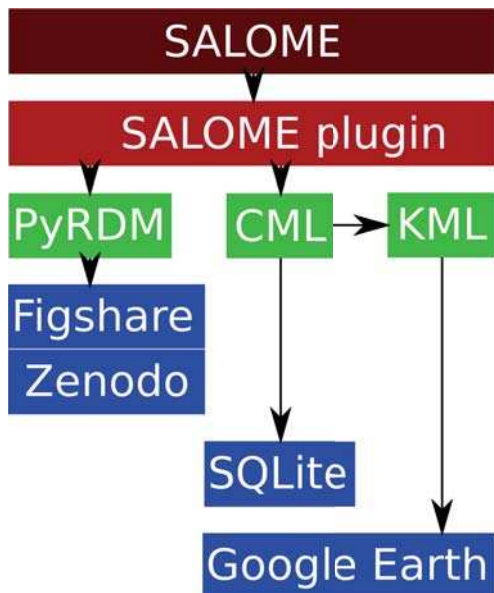 SALOME
SALOME plugin
PyRDM
CML
KML
Figshare
Zenodo
SQLite
Google Earth